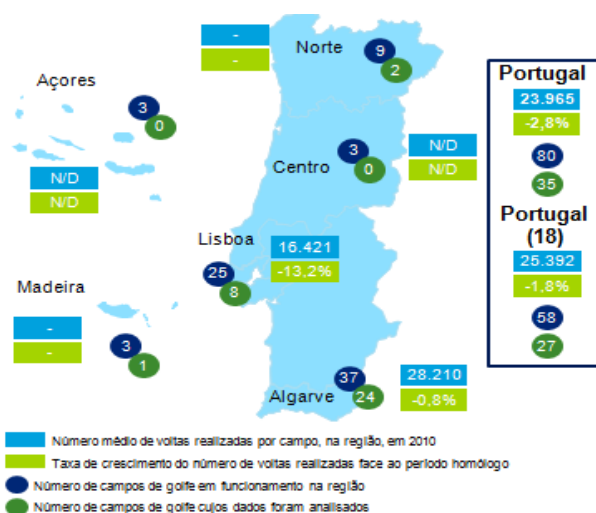 -
-
Norte
9
2
Açores
3
0
N/D
N/D
Centro
3
0
N/D
N/D
Lisboa
16.421
-13,2%
25
8
Madeira
-
-
3
1
Algarve
37
24
28.210
-0,8%
Portugal
23.965
-2,8%
80
35
Portugal
(18)
25.392
-1,8%
58
27
Número médio de voltas realizadas por campo, na região, em 2010
Taxa de crescimento do número de voltas realizadas face ao período homólogo
Número de campos de golfe em funcionamento na região
Número de campos de golfe cujos dados foram analisados